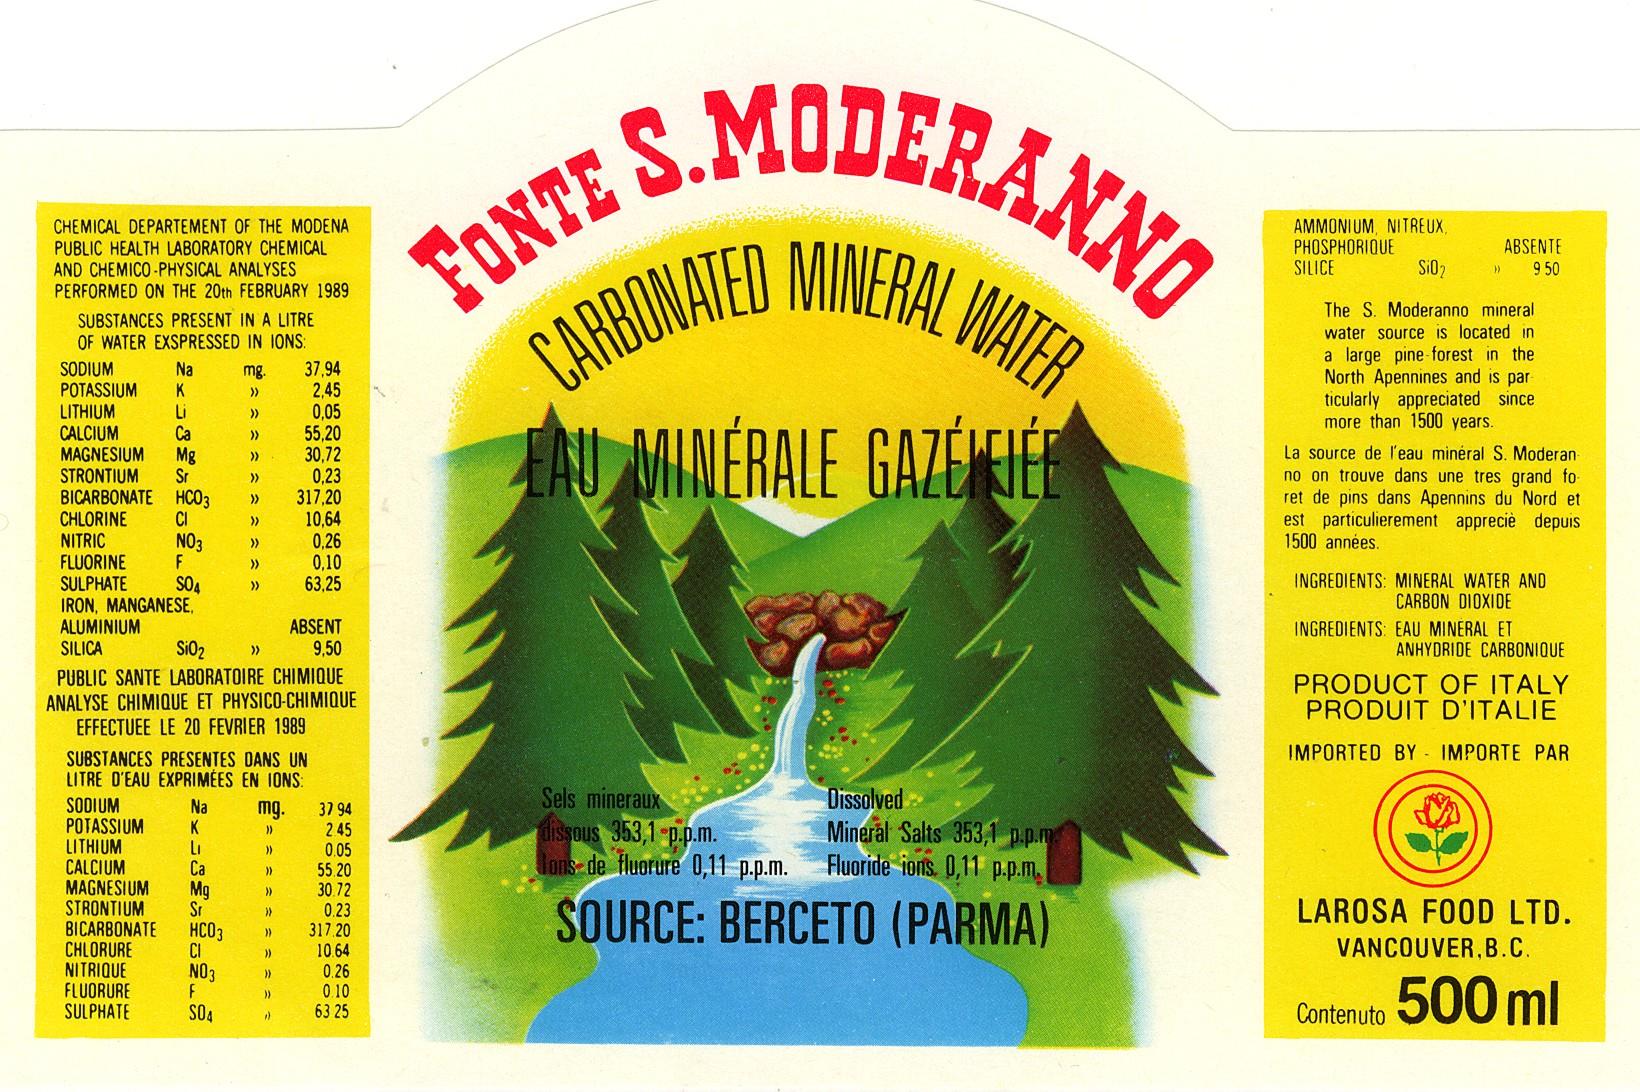 FONTE S. MODERANNO
CARBONATED MINERAL WATER
EAU MINÉRALE GAZÉIFIÉE
Sels mineraux
dissous 353,1 p.p.m.
Ions de fluorure 0,11 p.p.m.
Dissolved
Mineral Salts 353,1 p.p.m.
Fluoride ions 0,11 p.p.m.
SOURCE: BERCETO (PARMA)
CHEMICAL DEPARTEMENT OF THE MODENA
PUBLIC HEALTH LABORATORY CHEMICAL
AND CHEMICO-PHYSICAL ANALYSES
PERFORMED ON THE 20th FEBRUARY 1989
SUBSTANCES PRESENT IN A LITRE
OF WATER EXSPRESSED IN IONS:
SODIUM Na mg. 37,94
POTASSIUM K » 2,45
LITHIUM Li » 0,05
CALCIUM Ca » 55,20
MAGNESIUM Mg » 30,72
STRONTIUM Sr » 0,23
BICARBONATE HCO3 » 317,20
CHLORINE Cl » 10,64
NITRIC NO3 » 0,26
FLUORINE F » 0,10
SULPHATE SO4 » 63,25
IRON, MANGANESE,
ALUMINIUM ABSENT
SILICA SiO2 » 9,50
PUBLIC SANTE LABORATOIRE CHIMIQUE
ANALYSE CHIMIQUE ET PHYSICO-CHIMIQUE
EFFECTUEE LE 20 FEVRIER 1989
SUBSTANCES PRESENTES DANS UN
LITRE D'EAU EXPRIMÉES EN IONS:
SODIUM Na mg. 37 94
POTASSIUM K » 2 45
LITHIUM Li » 0.05
CALCIUM Ca » 55.20
MAGNESIUM Mg » 30.72
STRONTIUM Sr » 0.23
BICARBONATE HCO3 » 317.20
CHLORURE Cl » 10.64
NITRIQUE NO3 » 0.26
FLUORURE F » 0.10
SULPHATE SO4 » 63 25
AMMONIUM, NITREUX,
PHOSPHORIQUE ABSENTE
SILICE SiO2 » 9 50
The S. Moderanno mineral
water source is located in
a large pine-forest in the
North Apennines and is par-
ticularly appreciated since
more than 1500 years.
La source de l'eau minéral S. Moderan-
no on trouve dans une tres grand fo-
ret de pins dans Apennins du Nord et
est particulierement apprecié depuis
1500 années.
INGREDIENTS: MINERAL WATER AND
CARBON DIOXIDE
INGREDIENTS: EAU MINERAL ET
ANHYDRIDE CARBONIQUE
PRODUCT OF ITALY
PRODUIT D'ITALIE
IMPORTED BY - IMPORTE PAR
LAROSA FOOD LTD.
VANCOUVER, B.C.
Contenuto 500 ml